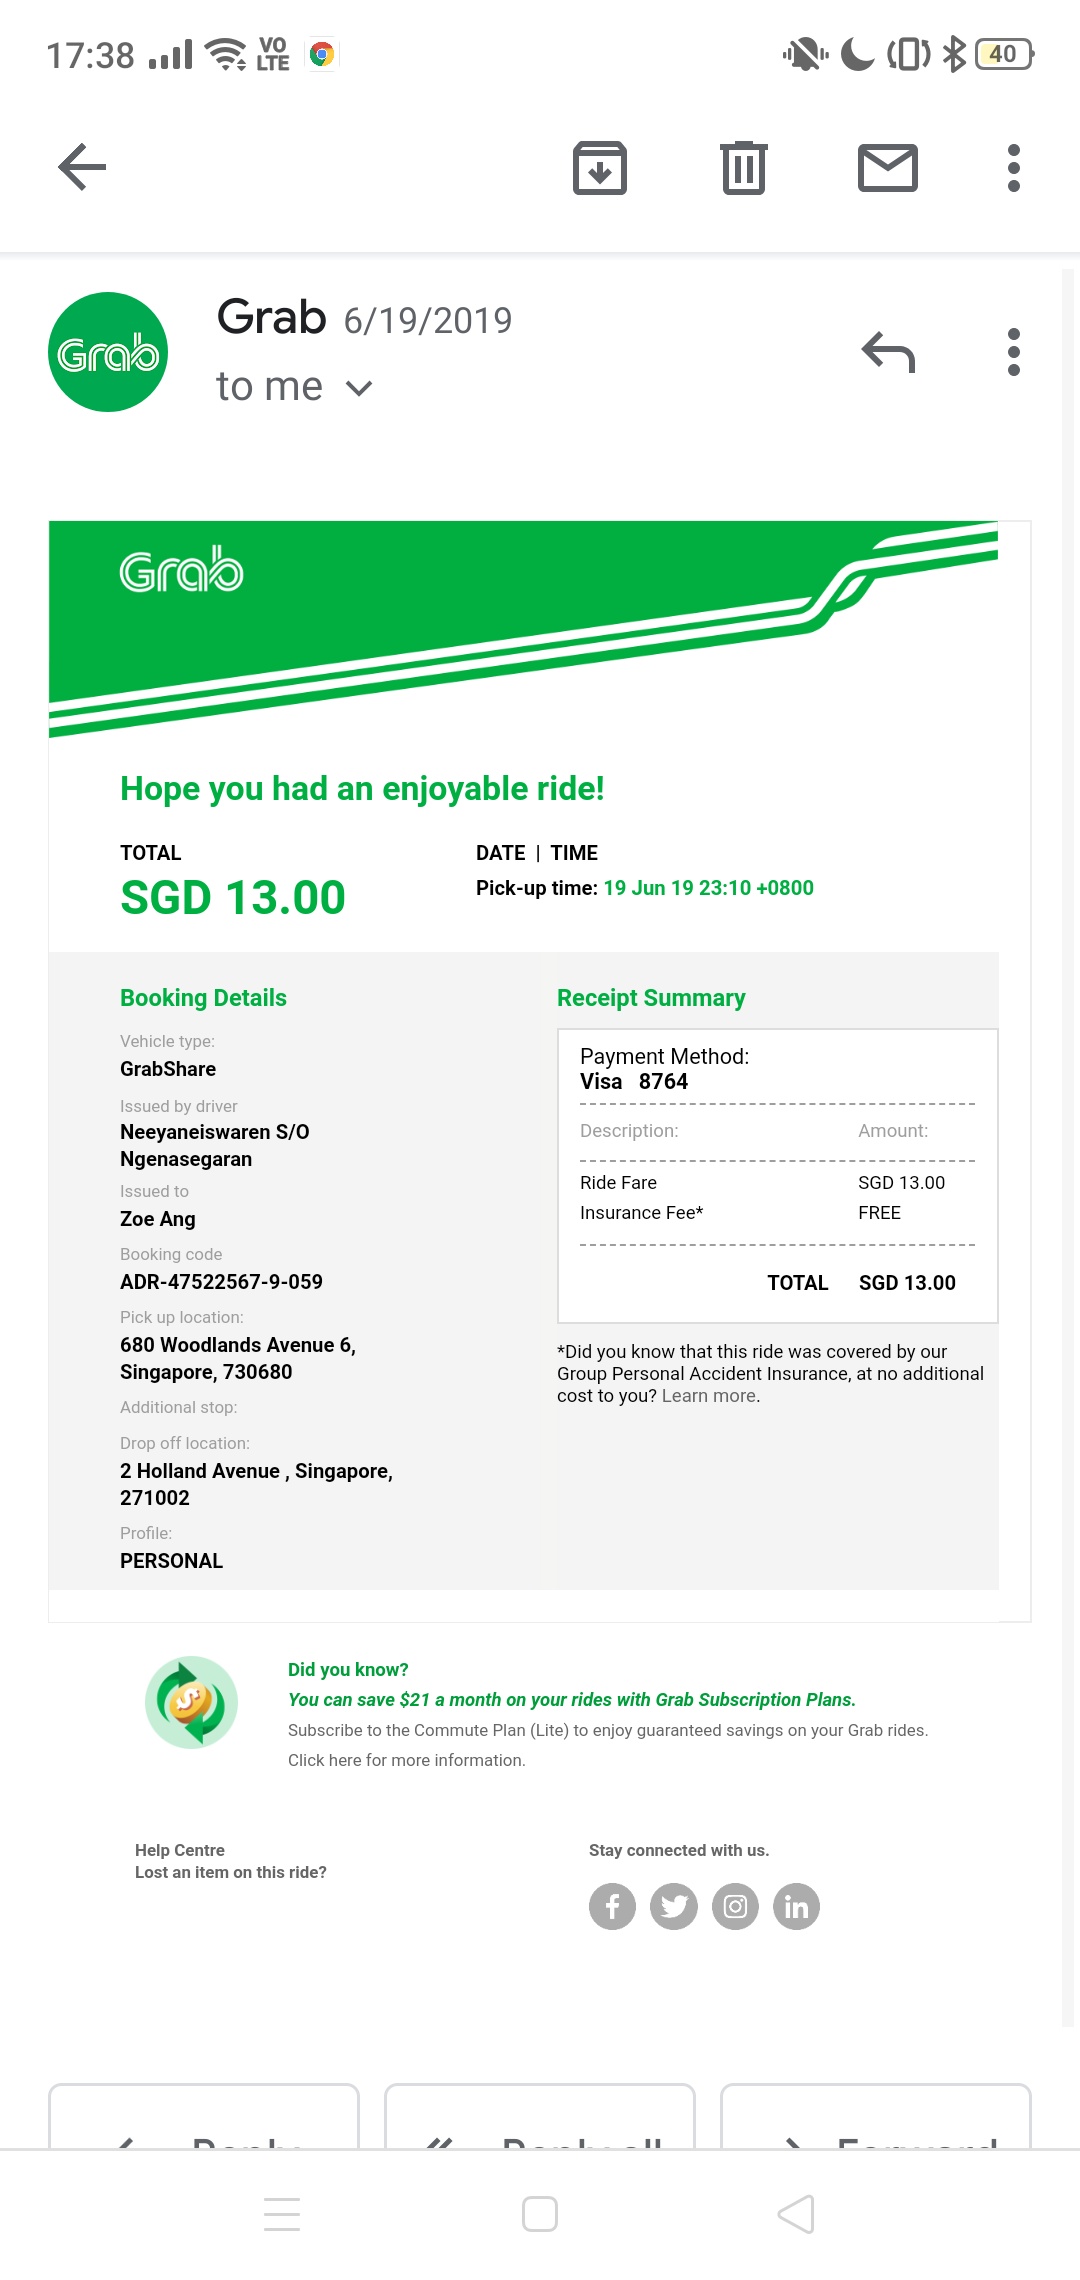 17:38 VO LTE 40
Grab 6/19/2019
Grab
to me
Grab
Hope you had an enjoyable ride!
TOTAL
SGD 13.00
DATE | TIME
Pick-up time: 19 Jun 19 23:10 +0800
Booking Details
Vehicle type:
GrabShare
Issued by driver
Neeyaneiswaren S/O
Ngenasegaran
Issued to
Zoe Ang
Booking code
ADR-47522567-9-059
Pick up location:
680 Woodlands Avenue 6,
Singapore, 730680
Additional stop:
Drop off location:
2 Holland Avenue , Singapore,
271002
Profile:
PERSONAL
Receipt Summary
Payment Method:
Visa 8764
Description: Amount:
Ride Fare SGD 13.00
Insurance Fee* FREE
TOTAL SGD 13.00
*Did you know that this ride was covered by our
Group Personal Accident Insurance, at no additional
cost to you? Learn more.
Did you know?
You can save $21 a month on your rides with Grab Subscription Plans.
Subscribe to the Commute Plan (Lite) to enjoy guaranteed savings on your Grab rides.
Click here for more information.
Help Centre
Lost an item on this ride?
Stay connected with us.
Reply Reply all Forward